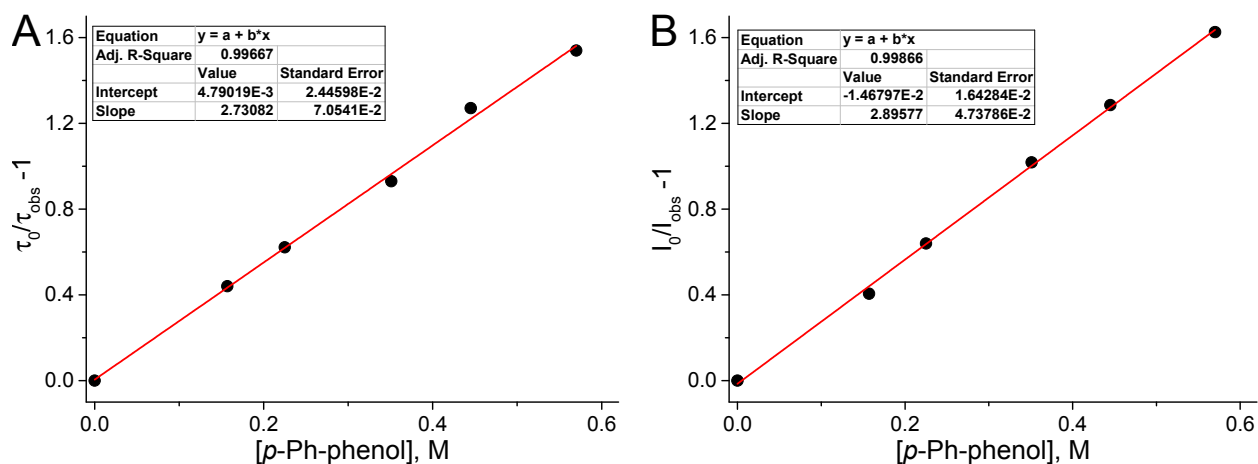 A
Equation y = a + b*x
Adj. R-Square 0.99667
Value Standard Error
Intercept 4.79019E-3 2.44598E-2
Slope 2.73082 7.0541E-2
1.6
1.2
0.8
0.4
0.0
τ0/τobs -1
0.0 0.2 0.4 0.6
[p-Ph-phenol], M
B
Equation y = a + b*x
Adj. R-Square 0.99866
Value Standard Error
Intercept -1.46797E-2 1.64284E-2
Slope 2.89577 4.73786E-2
1.6
1.2
0.8
0.4
0.0
I0/Iobs -1
0.0 0.2 0.4 0.6
[p-Ph-phenol], M